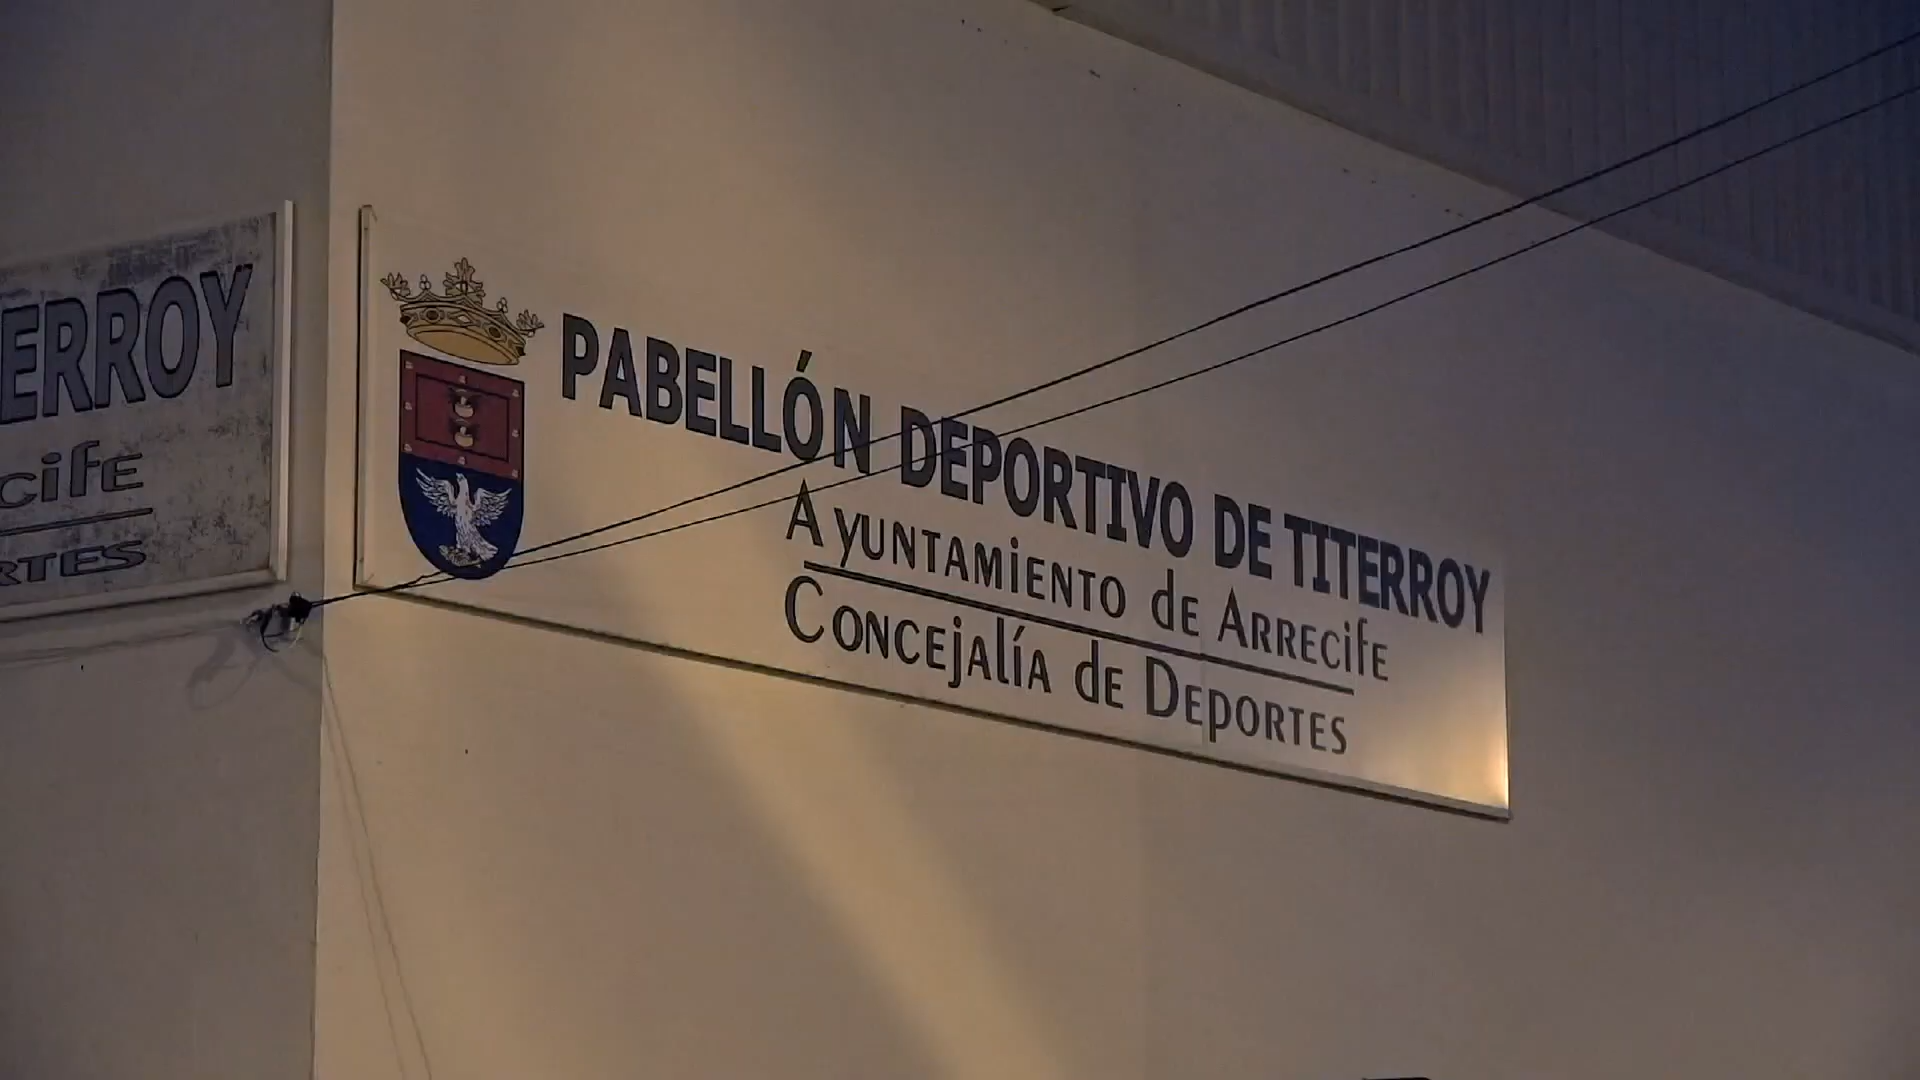 ERROY
cife
RTES
PABELLÓN DEPORTIVO DE TITERROY
AYUNTAMiENTO dE ARRECifE
CONCEjAlíA dE DEpORTES